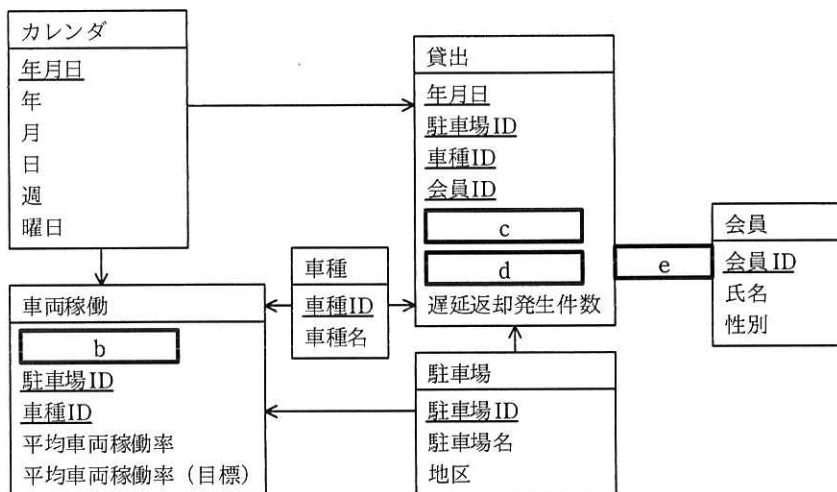 カレンダ
年月日
年
月
日
週
曜日
貸出
年月日
駐車場ID
車種ID
会員ID
c
d
遅延返却発生件数
e
会員
会員ID
氏名
性別
車種
車種ID
車種名
車両稼働
b
駐車場ID
車種ID
平均車両稼働率
平均車両稼働率（目標）
駐車場
駐車場ID
駐車場名
地区